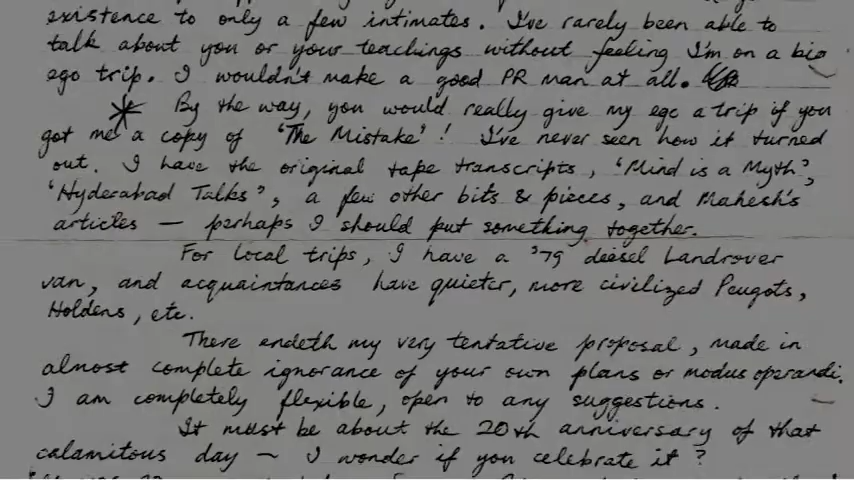 existence to only a few intimates. I've rarely been able to
talk about you or your teachings without feeling I'm on a big
ego trip. I wouldn't make a good PR man at all.
* By the way, you would really give my ego a trip if you
got me a copy of 'The Mistake'! I've never seen how it turned
out. I have the original tape transcripts, 'Mind is a Myth',
'Hyderabad Talks', a few other bits & pieces, and Mahesh's
articles — perhaps I should put something together.
For local trips, I have a '79 diesel Landrover
van, and acquaintances have quieter, more civilized Peugots,
Holdens, etc.
There endeth my very tentative proposal, made in
almost complete ignorance of your own plans or modus operandi.
I am completely flexible, open to any suggestions.
It must be about the 20th anniversary of that
calamitous day ~ I wonder if you celebrate it?